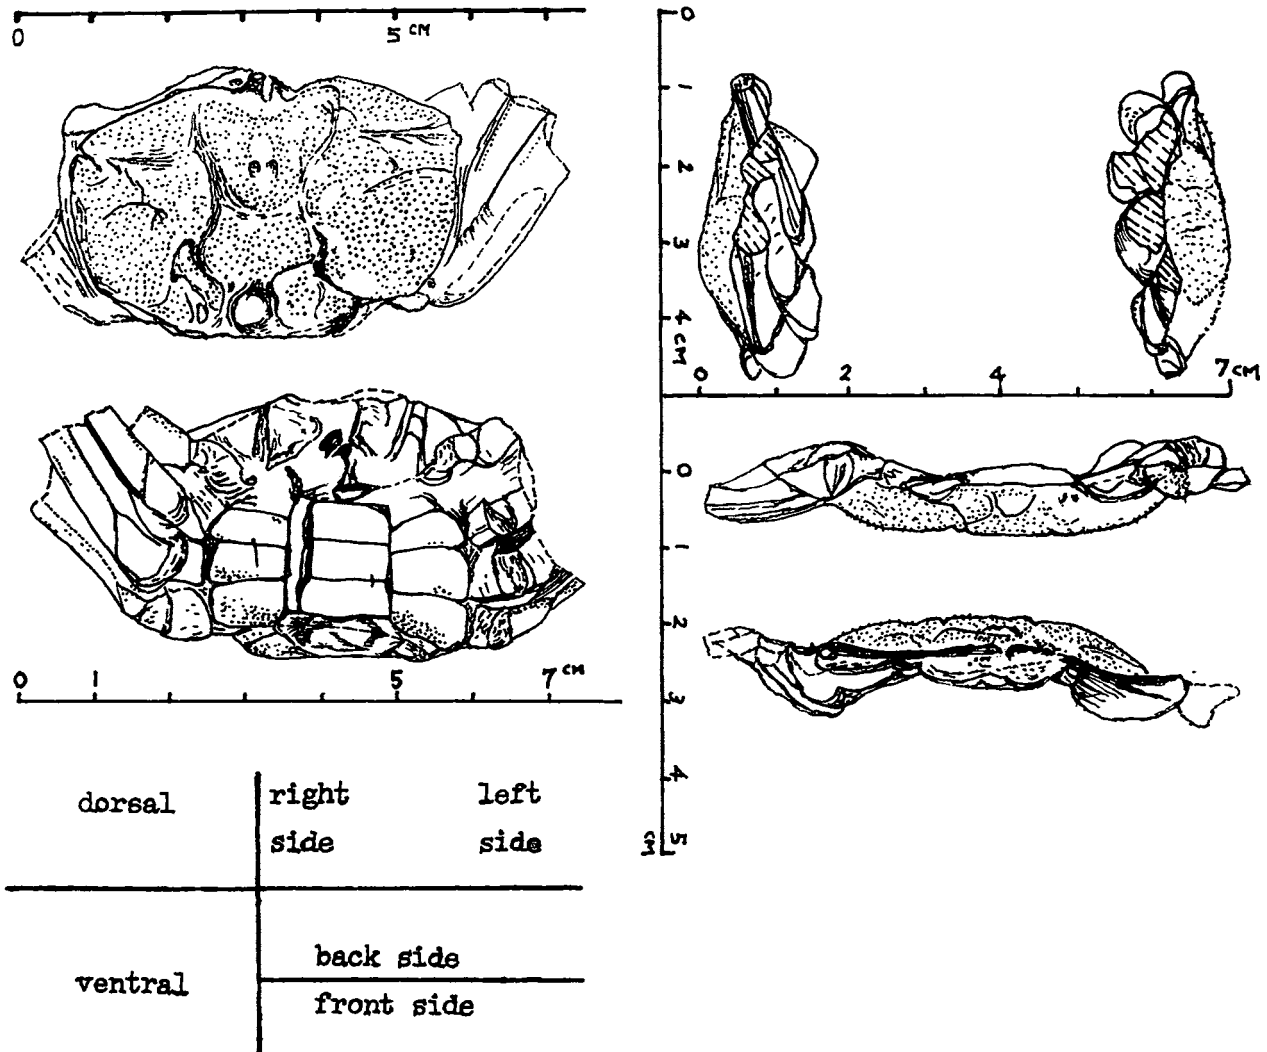 0 5 CM
0
1
2
3
4 CM
0 2 4 7 CM
0
1
2
3
4
5 CM
0 1 5 7 CM
dorsal
right left
side side
ventral
back side
front side